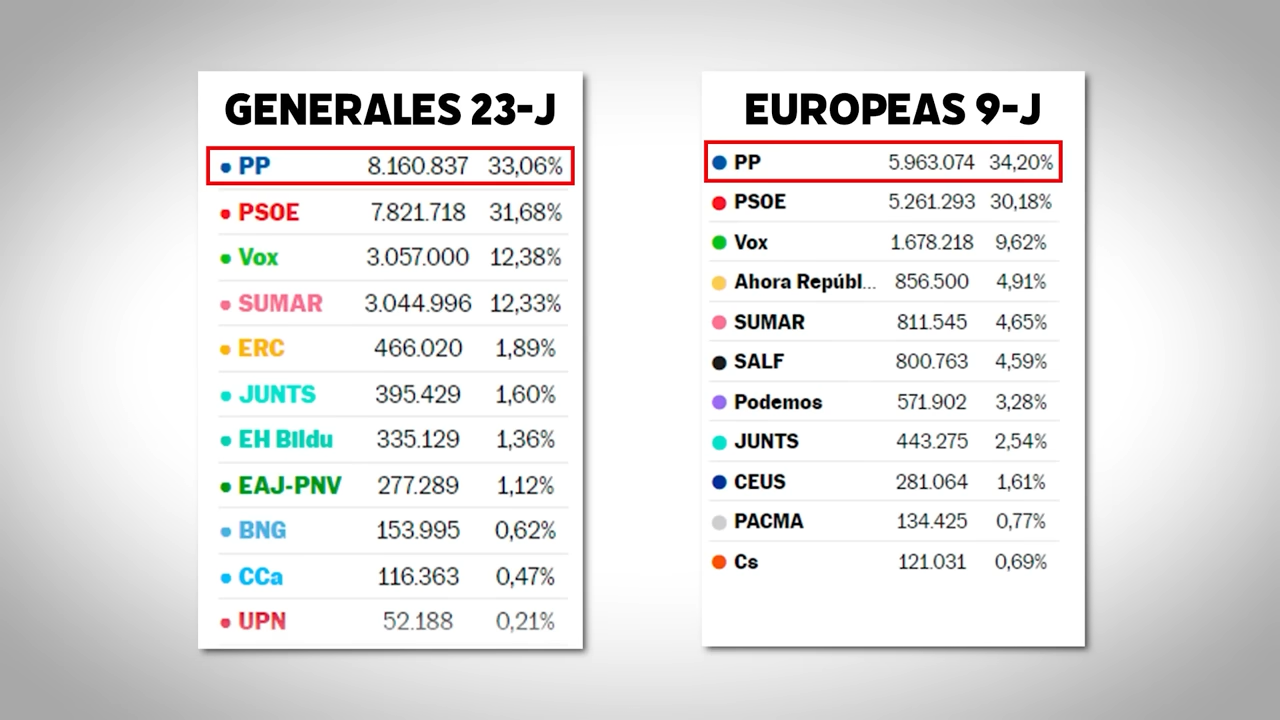 GENERALES 23-J
PP 8.160.837 33,06%
PSOE 7.821.718 31,68%
Vox 3.057.000 12,38%
SUMAR 3.044.996 12,33%
ERC 466.020 1,89%
JUNTS 395.429 1,60%
EH Bildu 335.129 1,36%
EAJ-PNV 277.289 1,12%
BNG 153.995 0,62%
CCa 116.363 0,47%
UPN 52.188 0,21%
EUROPEAS 9-J
PP 5.963.074 34,20%
PSOE 5.261.293 30,18%
Vox 1.678.218 9,62%
Ahora Repúbl... 856.500 4,91%
SUMAR 811.545 4,65%
SALF 800.763 4,59%
Podemos 571.902 3,28%
JUNTS 443.275 2,54%
CEUS 281.064 1,61%
PACMA 134.425 0,77%
Cs 121.031 0,69%